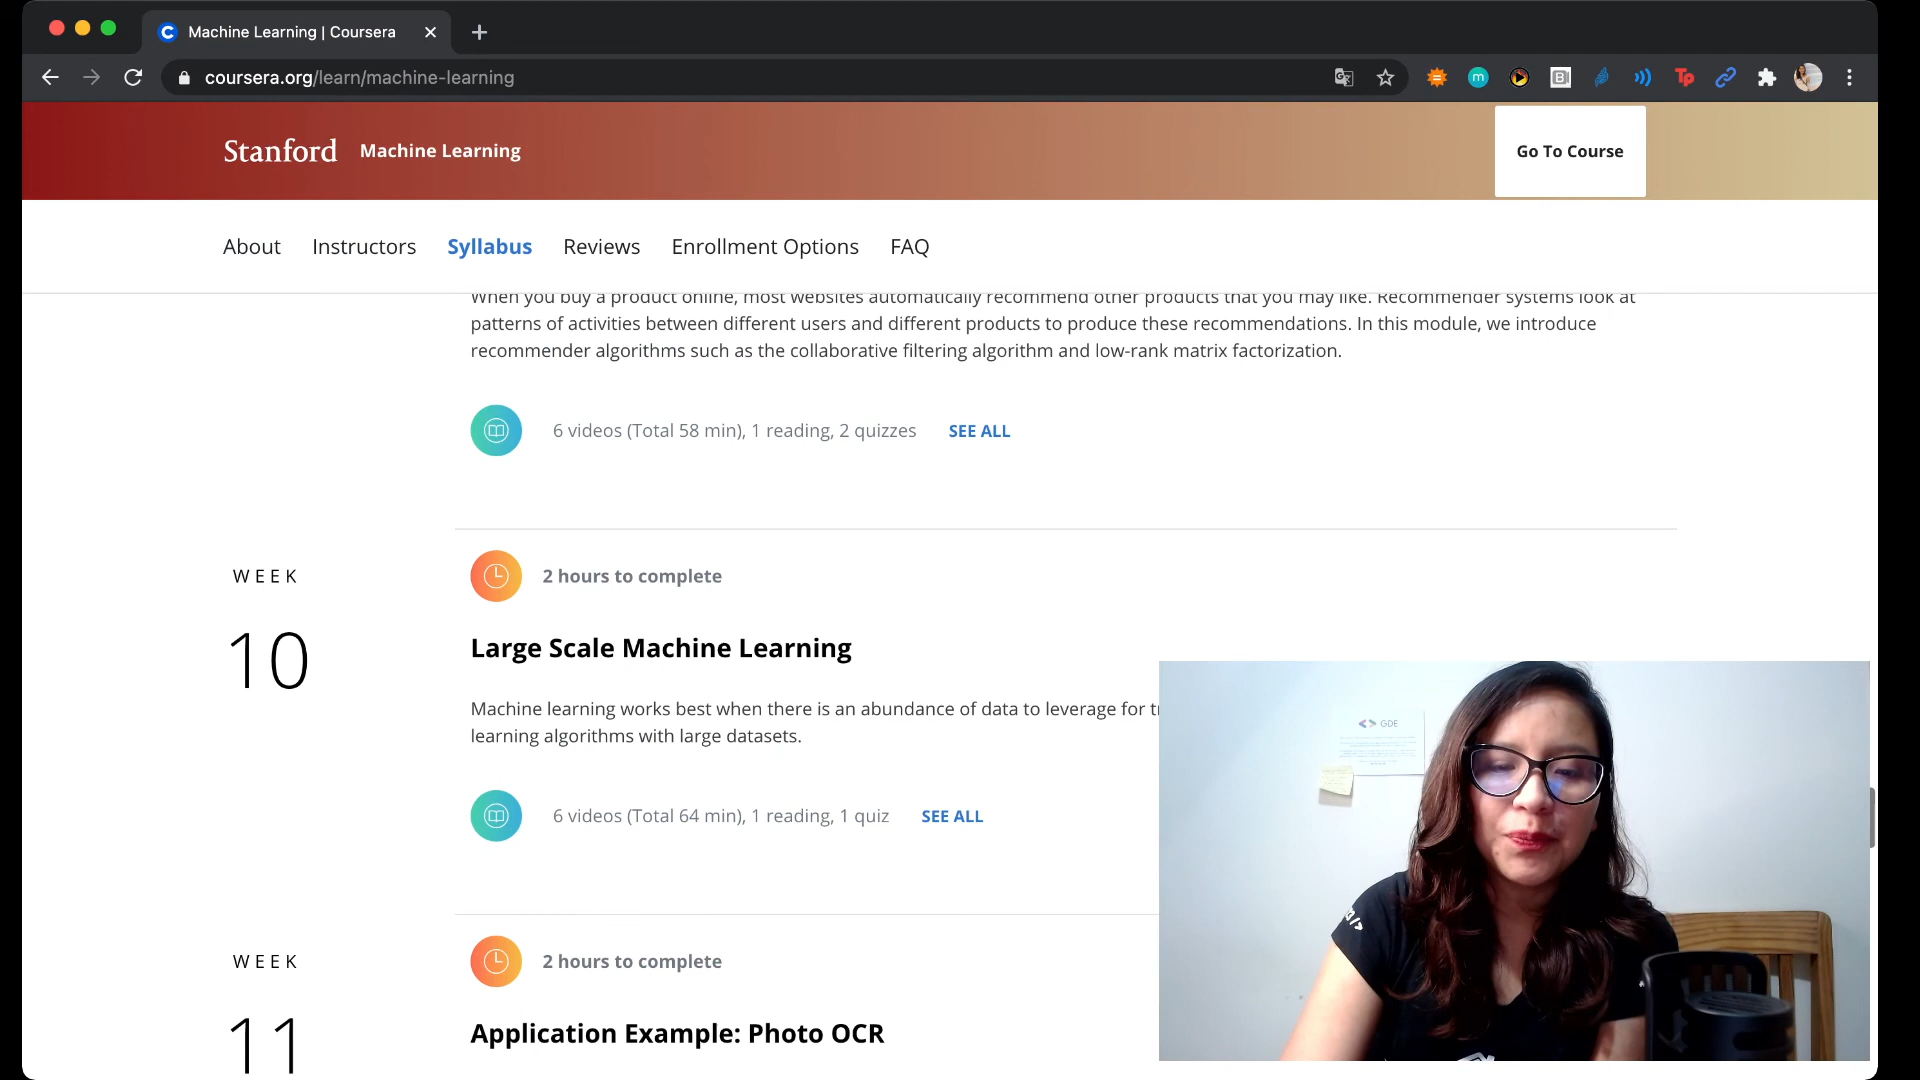 Machine Learning | Coursera
coursera.org/learn/machine-learning
Stanford Machine Learning
Go To Course
About Instructors Syllabus Reviews Enrollment Options FAQ
When you buy a product online, most websites automatically recommend other products that you may like. Recommender systems look at
patterns of activities between different users and different products to produce these recommendations. In this module, we introduce
recommender algorithms such as the collaborative filtering algorithm and low-rank matrix factorization.
6 videos (Total 58 min), 1 reading, 2 quizzes SEE ALL
WEEK
10
2 hours to complete
Large Scale Machine Learning
Machine learning works best when there is an abundance of data to leverage for
learning algorithms with large datasets.
6 videos (Total 64 min), 1 reading, 1 quiz SEE ALL
GDE
WEEK
11
2 hours to complete
Application Example: Photo OCR